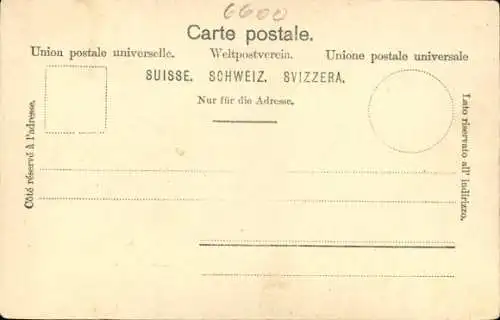 6600
Carte postale.
Union postale universelle. Weltpostverein. Unione postale universale
SUISSE. SCHWEIZ. SVIZZERA.
Nur für die Adresse.
Côté réservé à l'adresse.
Lato riservato all' indirizzo.